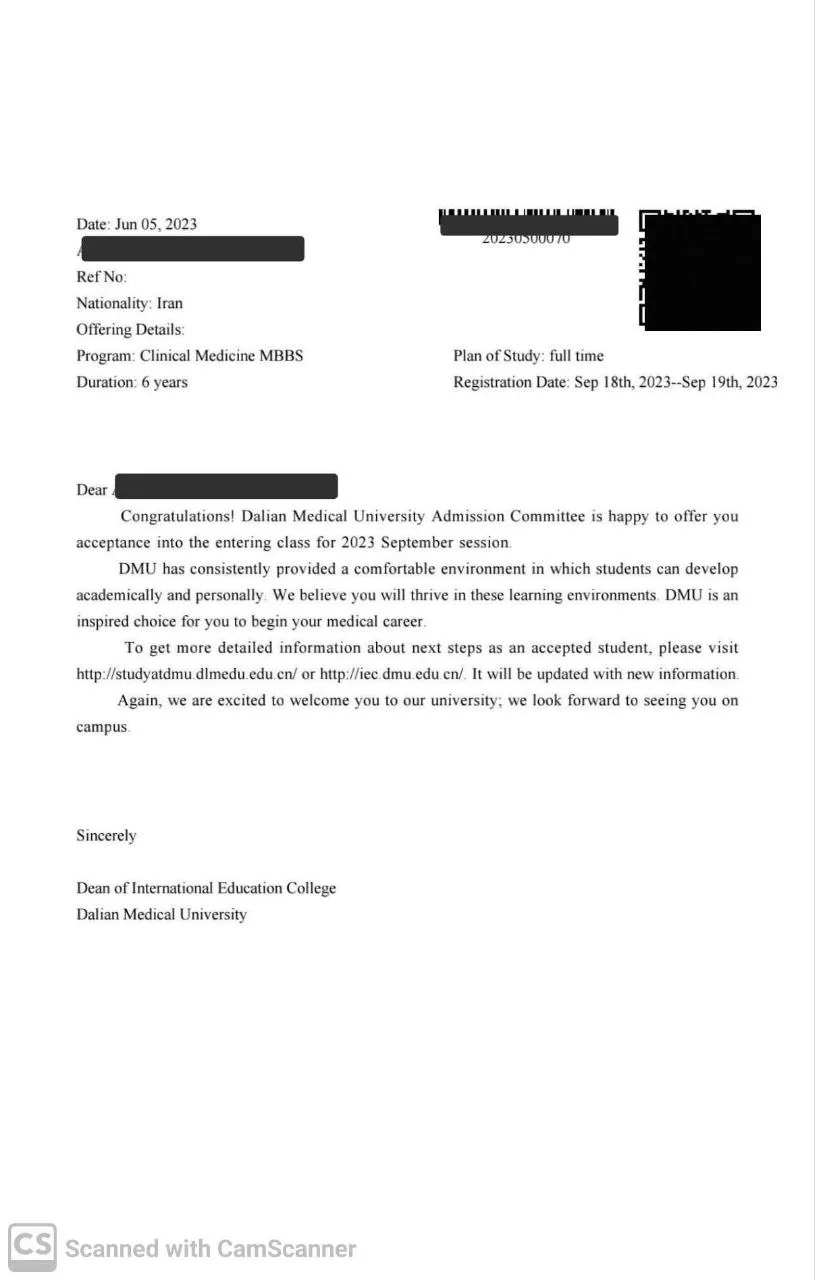 Date: Jun 05, 2023
20230500070
Ref No:
Nationality: Iran
Offering Details:
Program: Clinical Medicine MBBS
Plan of Study: full time
Duration: 6 years
Registration Date: Sep 18th, 2023--Sep 19th, 2023
Dear
Congratulations! Dalian Medical University Admission Committee is happy to offer you
acceptance into the entering class for 2023 September session.
DMU has consistently provided a comfortable environment in which students can develop
academically and personally. We believe you will thrive in these learning environments. DMU is an
inspired choice for you to begin your medical career.
To get more detailed information about next steps as an accepted student, please visit
http://studyatdmu.dlmedu.edu.cn/ or http://iec.dmu.edu.cn/. It will be updated with new information.
Again, we are excited to welcome you to our university; we look forward to seeing you on
campus.
Sincerely
Dean of International Education College
Dalian Medical University
CS Scanned with CamScanner